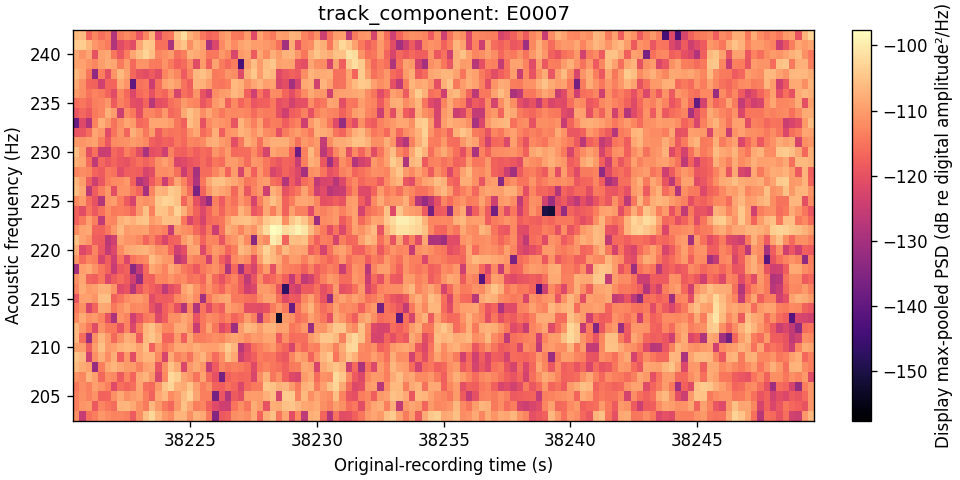 track_component: E0007
240
235
230
225
220
215
210
205
Acoustic frequency (Hz)
38225 38230 38235 38240 38245
Original-recording time (s)
−100
−110
−120
−130
−140
−150
Display max-pooled PSD (dB re digital amplitude²/Hz)